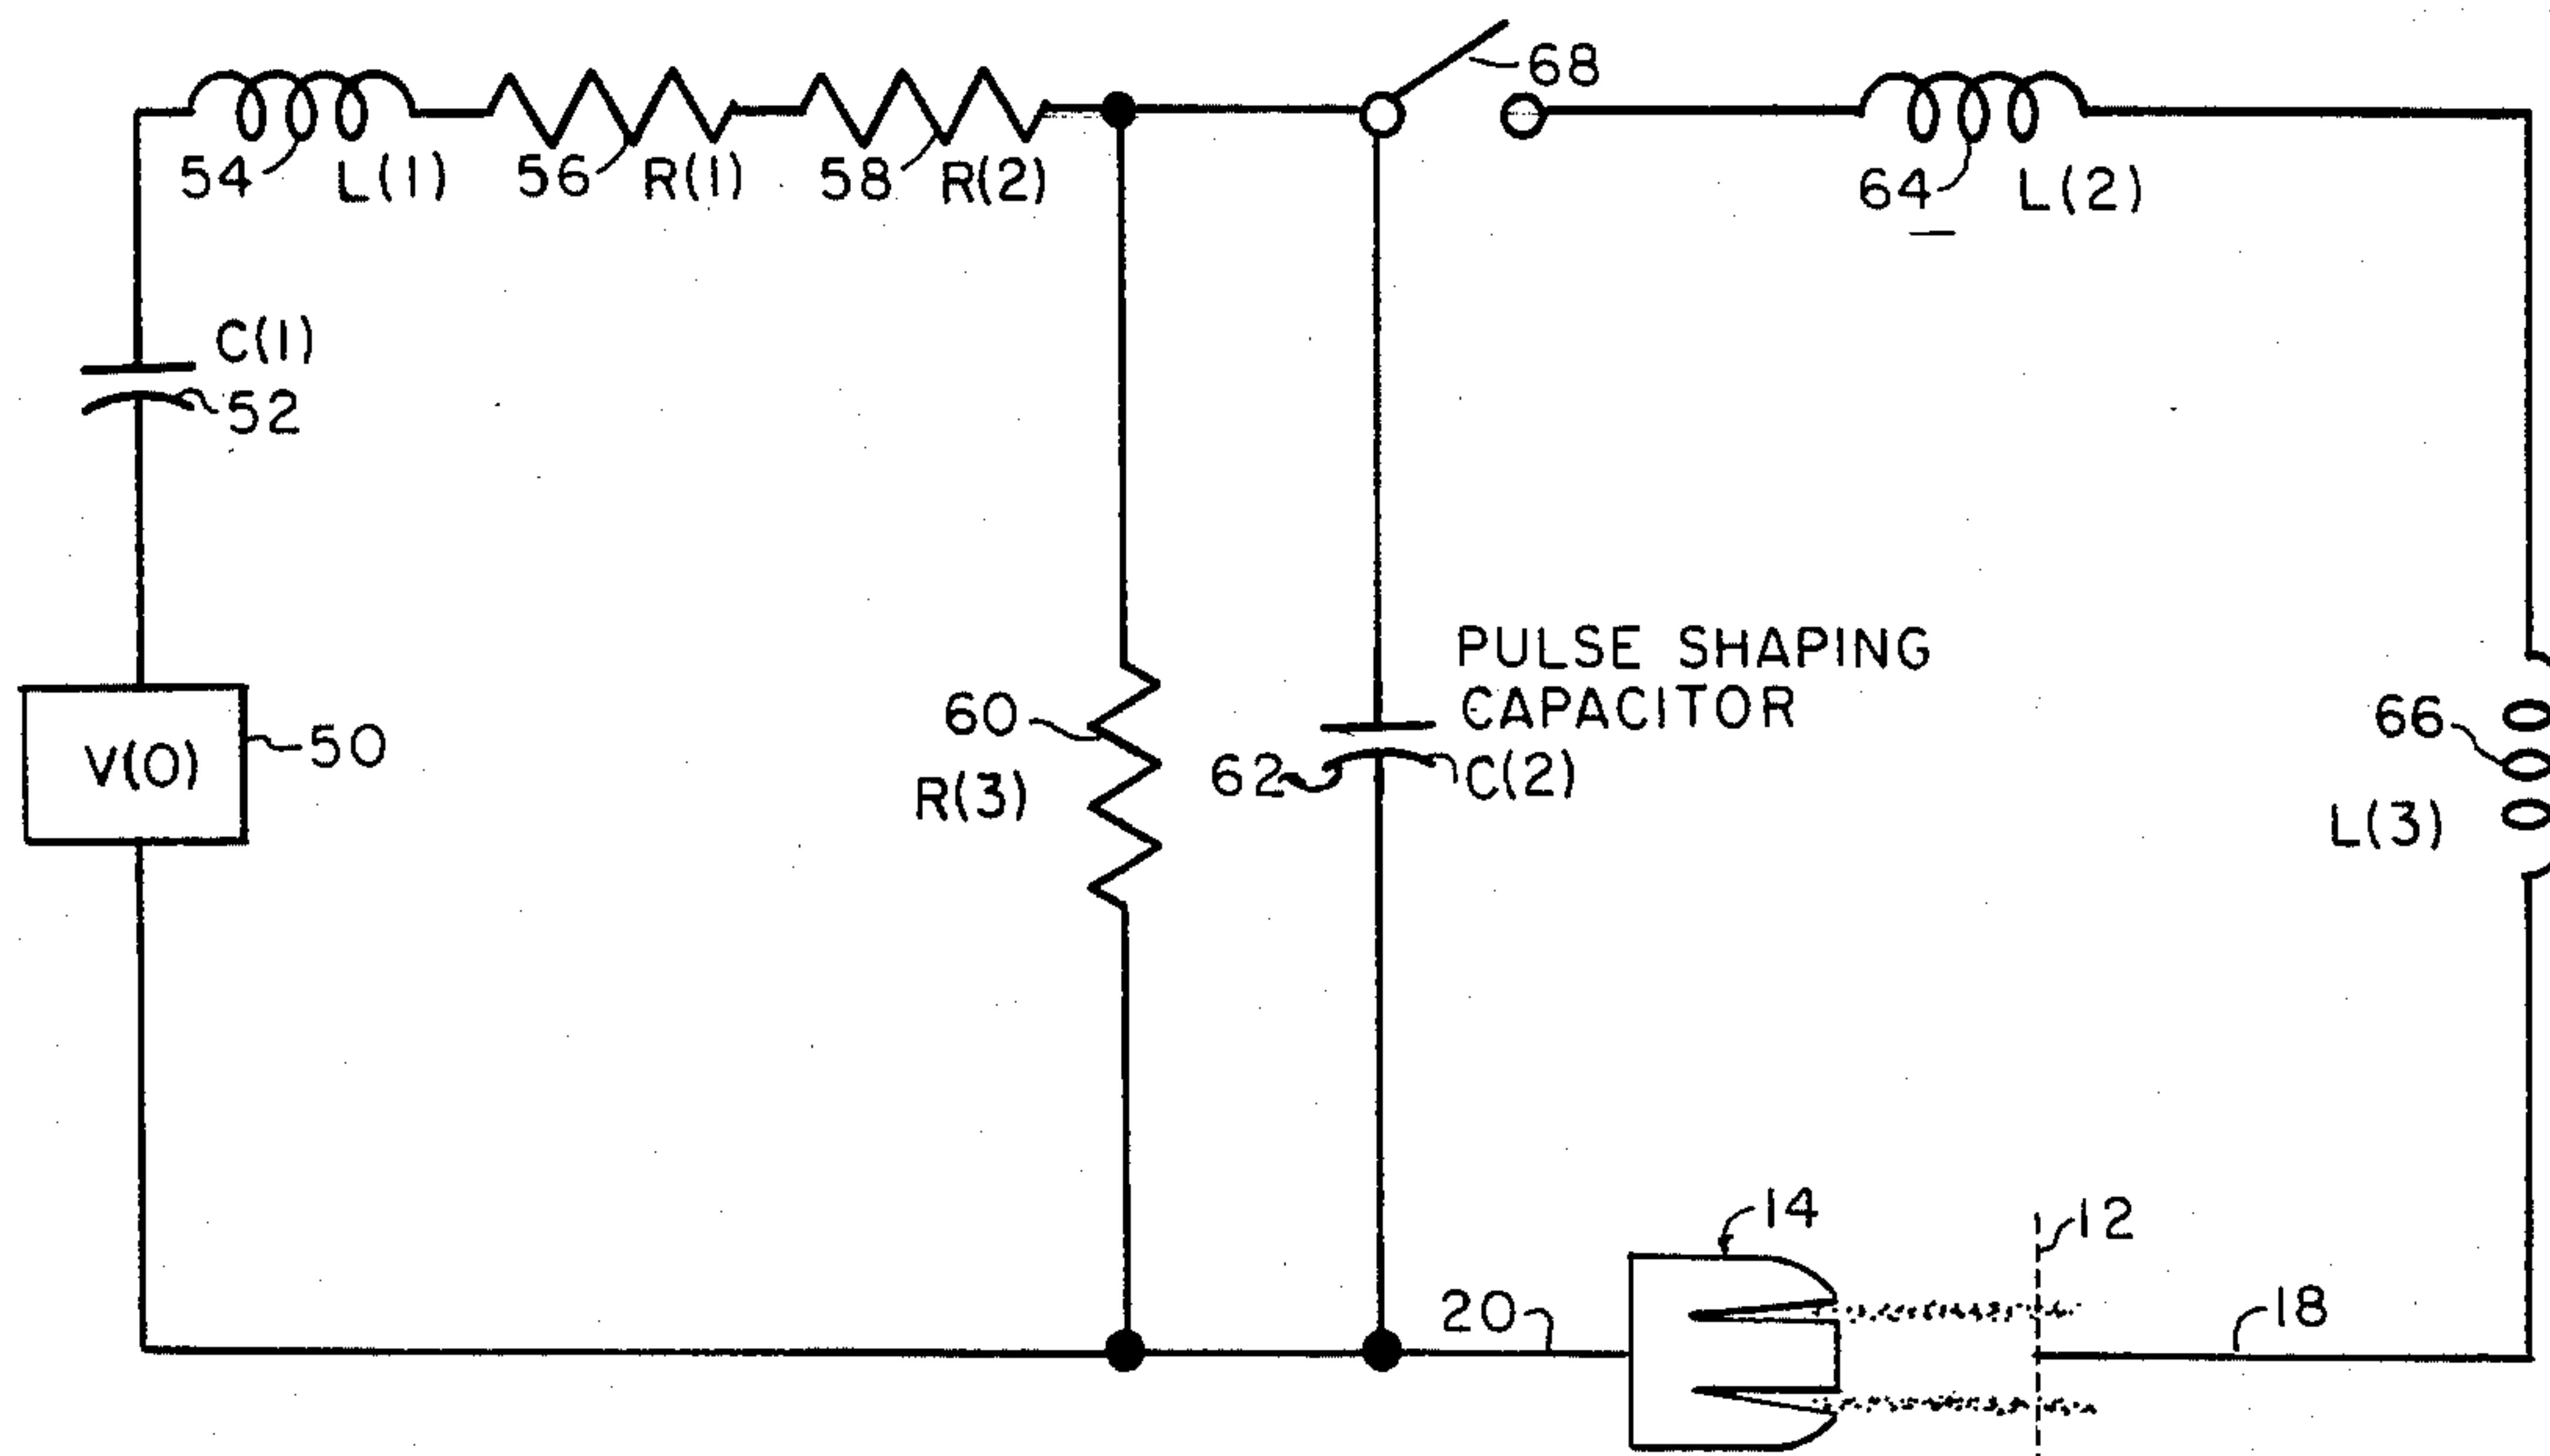 68
54 L(1) 56 R(1) 58 R(2) 64 L(2)
C(1)
52
PULSE SHAPING
CAPACITOR
60 66
V(0) 50 62 C(2)
R(3) L(3)
14 12
20 18